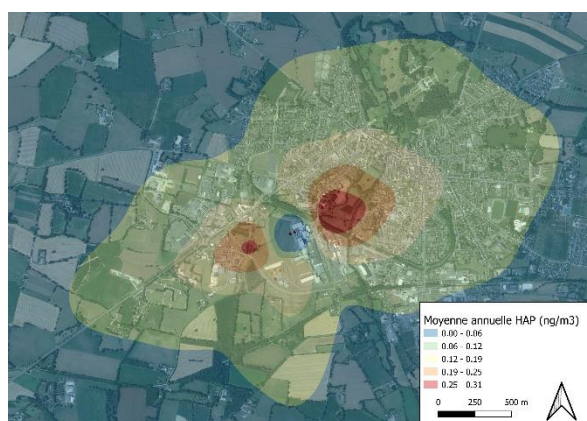 Moyenne annuelle HAP (ng/m3)
0.00 - 0.06
0.06 - 0.12
0.12 - 0.19
0.19 - 0.25
0.25 - 0.31
0 250 500 m